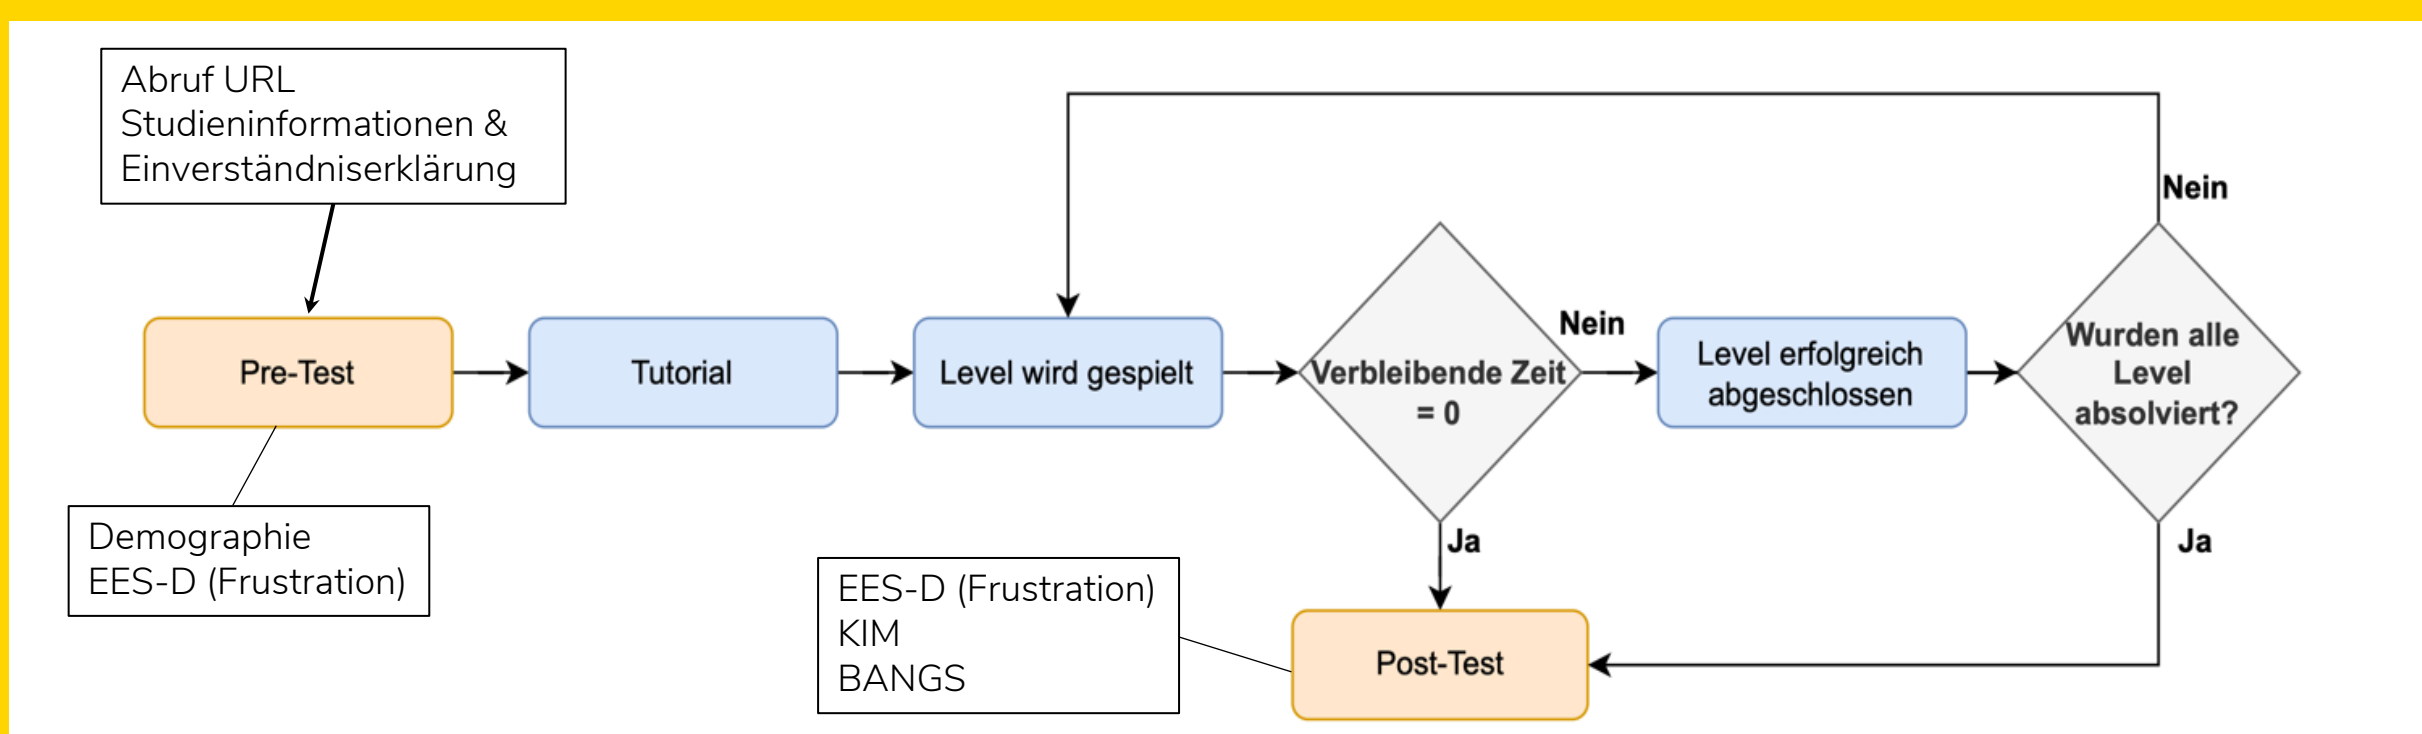 Abruf URL
Studieninformationen &
Einverständniserklärung
Pre-Test
Demographie
EES-D (Frustration)
Tutorial
Level wird gespielt
Verbleibende Zeit
= 0
Nein
Level erfolgreich
abgeschlossen
Wurden alle
Level
absolviert?
Nein
Ja
Ja
EES-D (Frustration)
KIM
BANGS
Post-Test